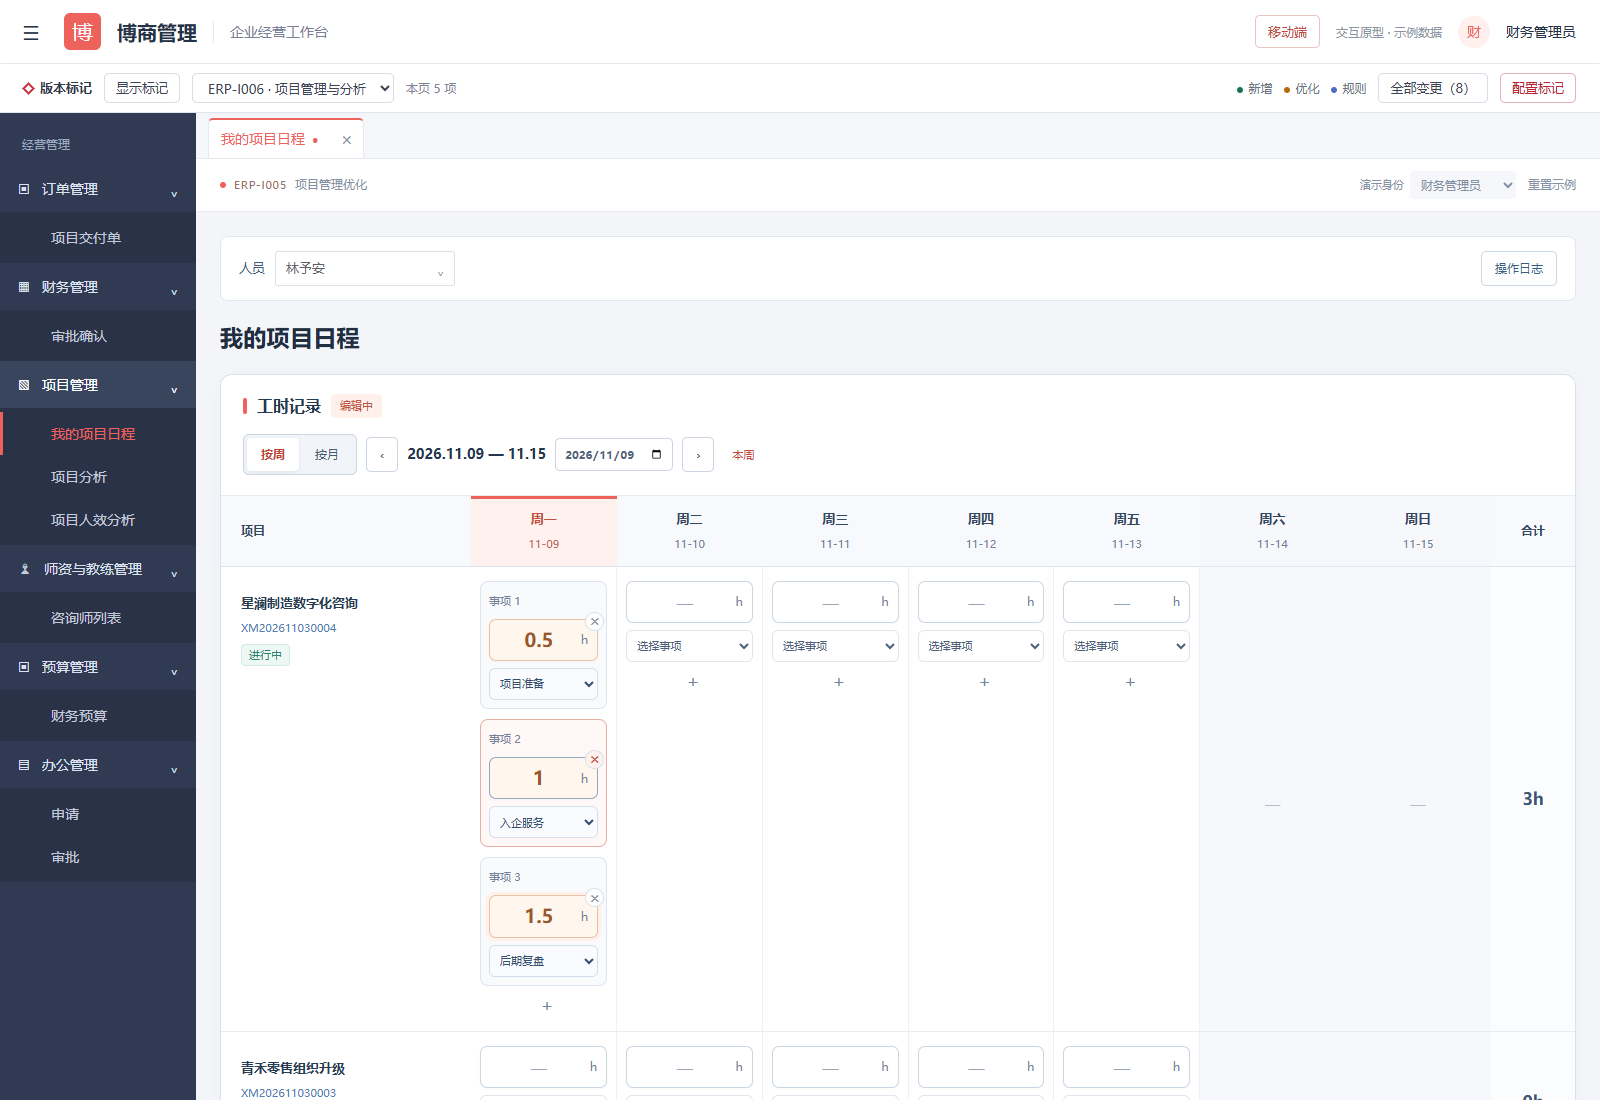 ☰ 博 博商管理 企业经营工作台 移动端 交互原型 · 示例数据 财 财务管理员
版本标记 显示标记 ERP-I006 · 项目管理与分析 本页 5 项 新增 优化 规则 全部变更（8） 配置标记
经营管理
订单管理
项目交付单
财务管理
审批确认
项目管理
我的项目日程
项目分析
项目人效分析
师资与教练管理
咨询师列表
预算管理
财务预算
办公管理
申请
审批
我的项目日程 ×
ERP-I005 项目管理优化 演示身份 财务管理员 重置示例
人员 林予安 操作日志
我的项目日程
工时记录 编辑中
按周 按月 ‹ 2026.11.09 — 11.15 2026/11/09 › 本周
项目 周一 周二 周三 周四 周五 周六 周日 合计
11-09 11-10 11-11 11-12 11-13 11-14 11-15
星澜制造数字化咨询
XM202611030004
进行中
事项 1 ×
0.5 h
项目准备
事项 2 ×
1 h
入企服务
事项 3 ×
1.5 h
后期复盘
+
— h — h — h — h
选择事项 选择事项 选择事项 选择事项
+ + + +
— — 3h
青禾零售组织升级
XM202611030003
— h — h — h — h — h
0h